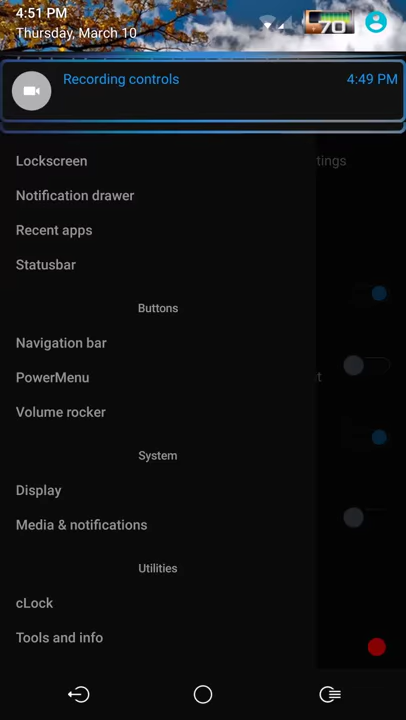 4:51 PM
Thursday, March 10
70
Recording controls
4:49 PM
Lockscreen
tings
Notification drawer
Recent apps
Statusbar
Buttons
Navigation bar
PowerMenu
t
Volume rocker
System
Display
Media & notifications
Utilities
cLock
Tools and info